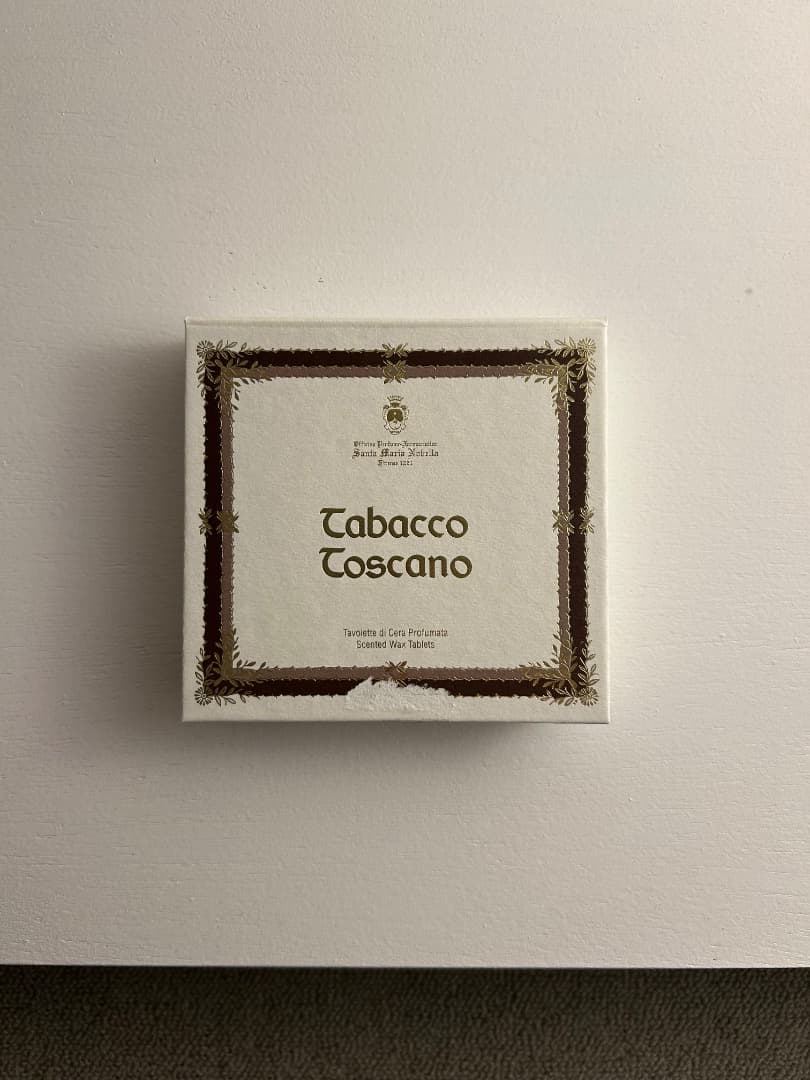 Officina Profumo-Farmaceutica
Santa Maria Novella
Firenze 1221
Tabacco
Toscano
Tavolette di Cera Profumata
Scented Wax Tablets